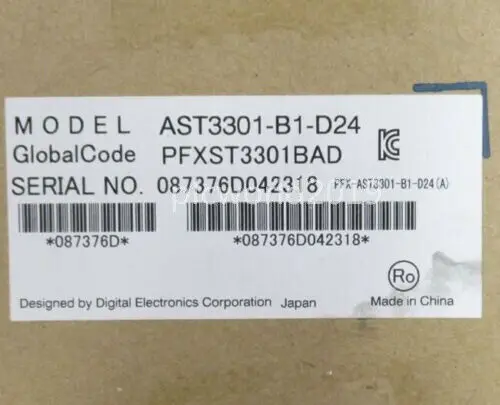 MODEL AST3301-B1-D24
GlobalCode PFXST3301BAD
SERIAL NO. 087376D042318 PFX-AST3301-B1-D24(A)
*087376D* *087376D042318*
Ro
Designed by Digital Electronics Corporation Japan Made in China